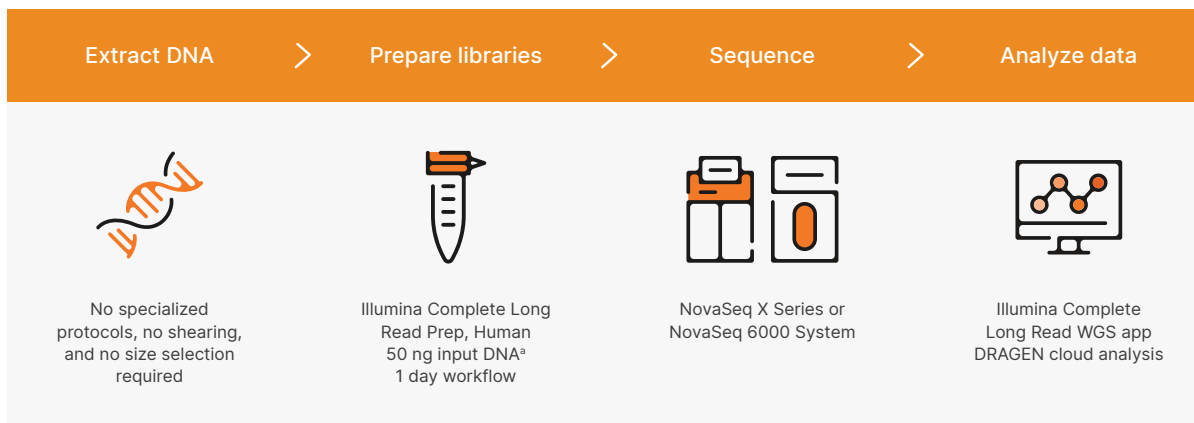 Extract DNA
Prepare libraries
Sequence
Analyze data
No specialized
protocols, no shearing,
and no size selection
required
Illumina Complete Long
Read Prep, Human
50 ng input DNAᵃ
1 day workflow
NovaSeq X Series or
NovaSeq 6000 System
Illumina Complete
Long Read WGS app
DRAGEN cloud analysis